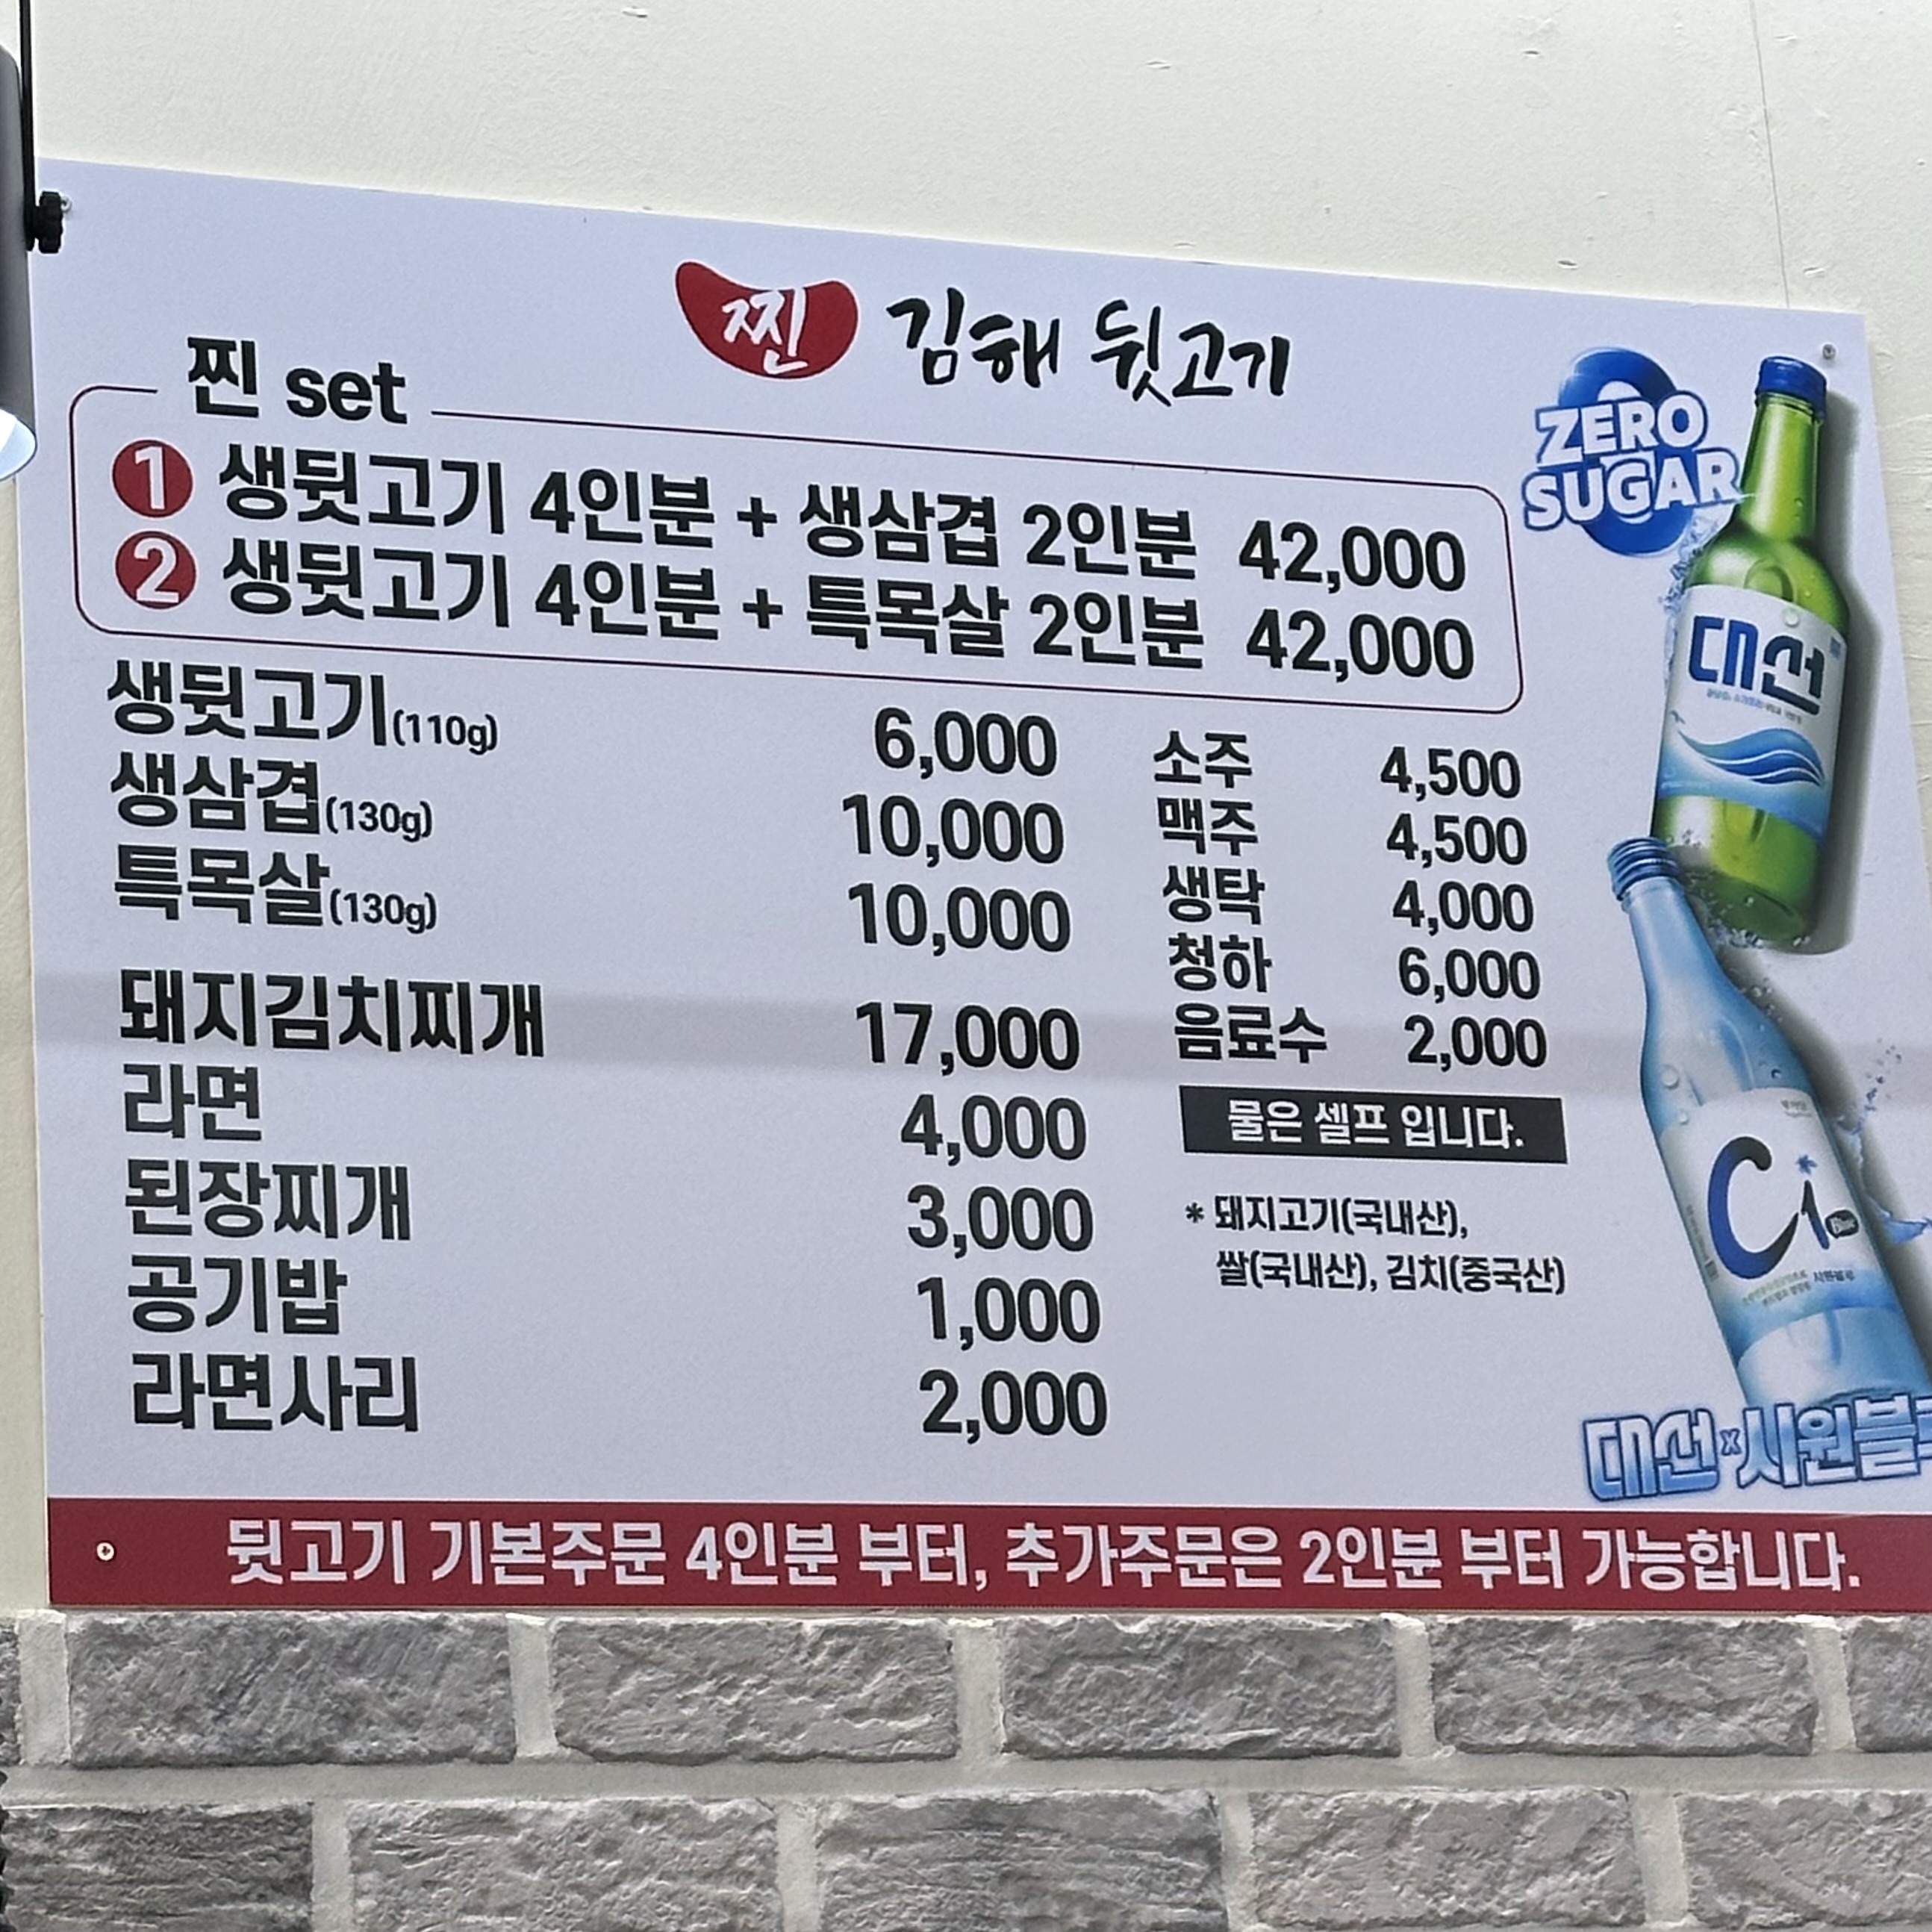 찐 김해 뒷고기
찐 set
1 생뒷고기 4인분 + 생삼겹 2인분 42,000
2 생뒷고기 4인분 + 특목살 2인분 42,000
생뒷고기(110g) 6,000
생삼겹(130g) 10,000
특목살(130g) 10,000
돼지김치찌개 17,000
라면 4,000
된장찌개 3,000
공기밥 1,000
라면사리 2,000
소주 4,500
맥주 4,500
생탁 4,000
청하 6,000
음료수 2,000
물은 셀프 입니다.
* 돼지고기(국내산),
쌀(국내산), 김치(중국산)
ZERO
SUGAR
대선
Ci
Blue
시원블루
대선x시원블
뒷고기 기본주문 4인분 부터, 추가주문은 2인분 부터 가능합니다.